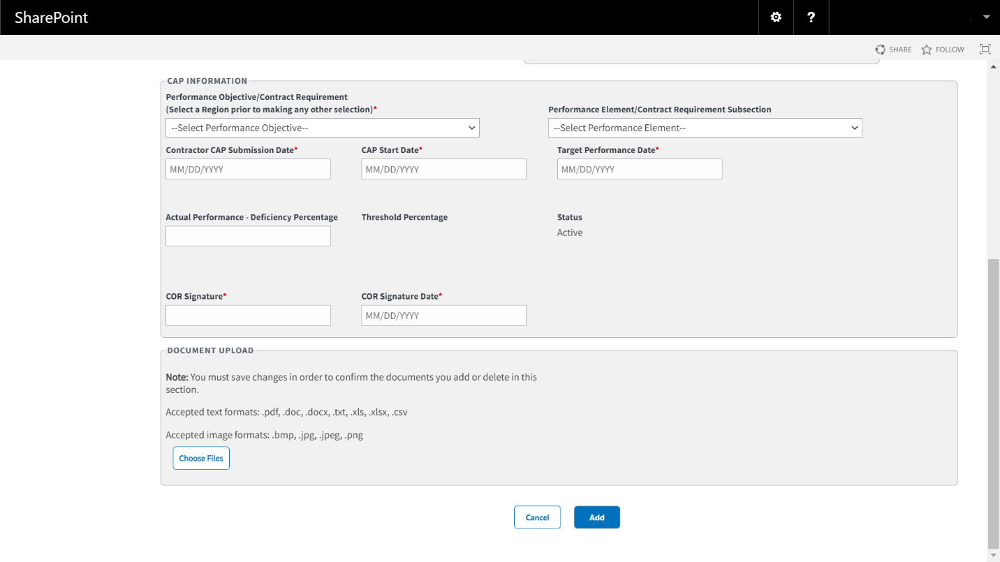 SharePoint
?
SHARE
FOLLOW
CAP INFORMATION
Performance Objective/Contract Requirement
(Select a Region prior to making any other selection)*
Performance Element/Contract Requirement Subsection
--Select Performance Objective--
--Select Performance Element--
Contractor CAP Submission Date*
CAP Start Date*
Target Performance Date*
MM/DD/YYYY
MM/DD/YYYY
MM/DD/YYYY
Actual Performance - Deficiency Percentage
Threshold Percentage
Status
Active
COR Signature*
COR Signature Date*
MM/DD/YYYY
DOCUMENT UPLOAD
Note: You must save changes in order to confirm the documents you add or delete in this
section.
Accepted text formats: .pdf, .doc, .docx, .txt, .xls, .xlsx, .csv
Accepted image formats: .bmp, .jpg, .jpeg, .png
Choose Files
Cancel
Add